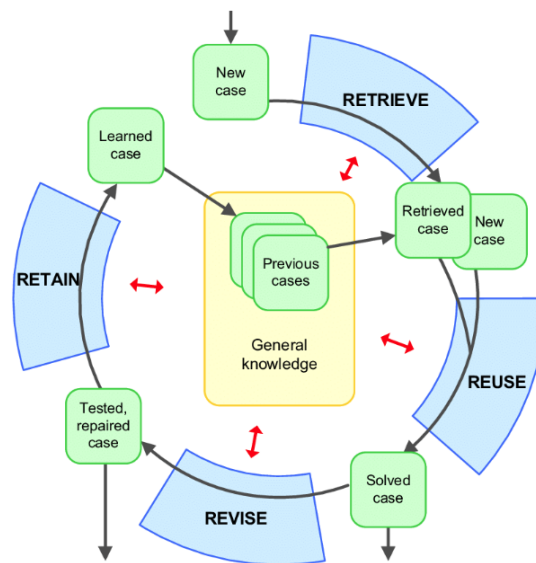 New
case
RETRIEVE
Learned
case
Retrieved
case
New
case
Previous
cases
RETAIN
General
knowledge
REUSE
Tested,
repaired
case
Solved
case
REVISE